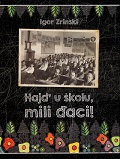 Igor Zrinski
Hajd' u školu,
mili đaci!